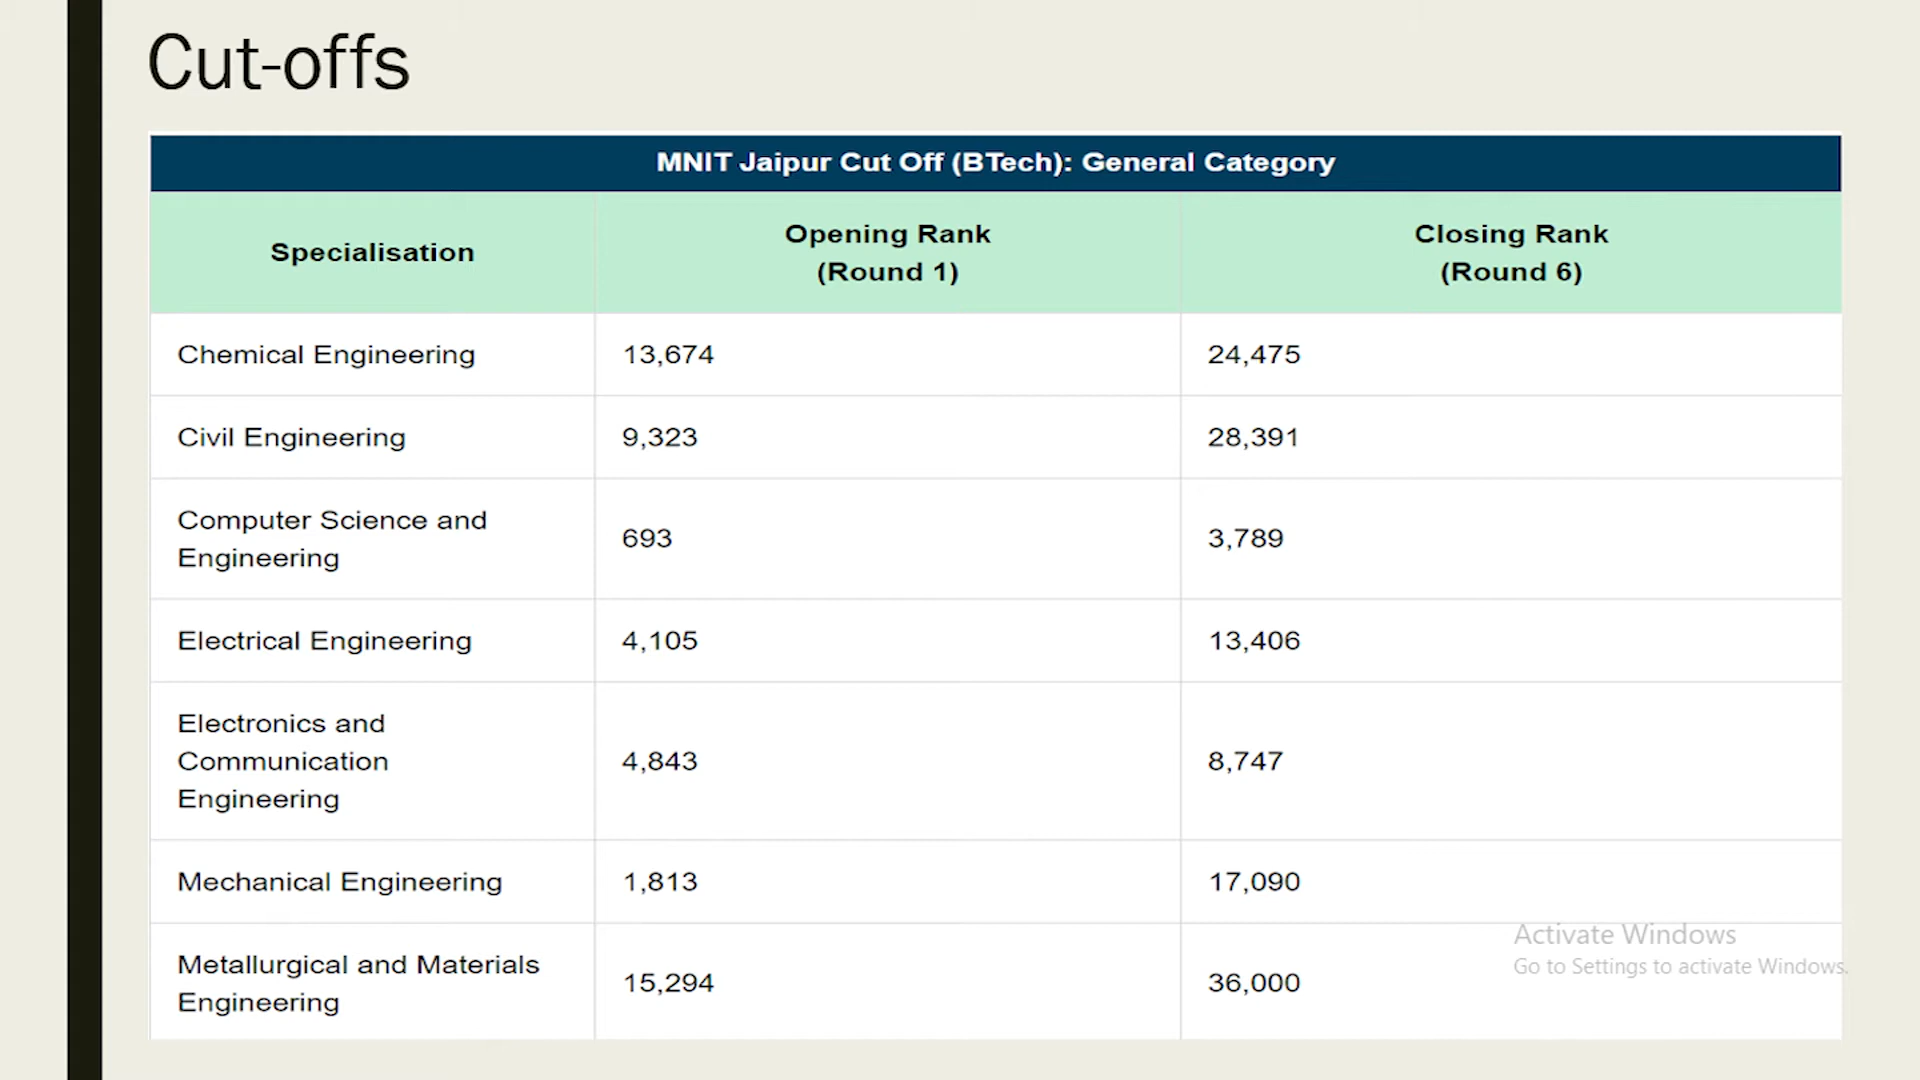 Cut-offs
MNIT Jaipur Cut Off (BTech): General Category
Specialisation
Opening Rank
(Round 1)
Closing Rank
(Round 6)
Chemical Engineering
13,674
24,475
Civil Engineering
9,323
28,391
Computer Science and
Engineering
693
3,789
Electrical Engineering
4,105
13,406
Electronics and
Communication
Engineering
4,843
8,747
Mechanical Engineering
1,813
17,090
Metallurgical and Materials
Engineering
15,294
36,000
Activate Windows
Go to Settings to activate Windows.